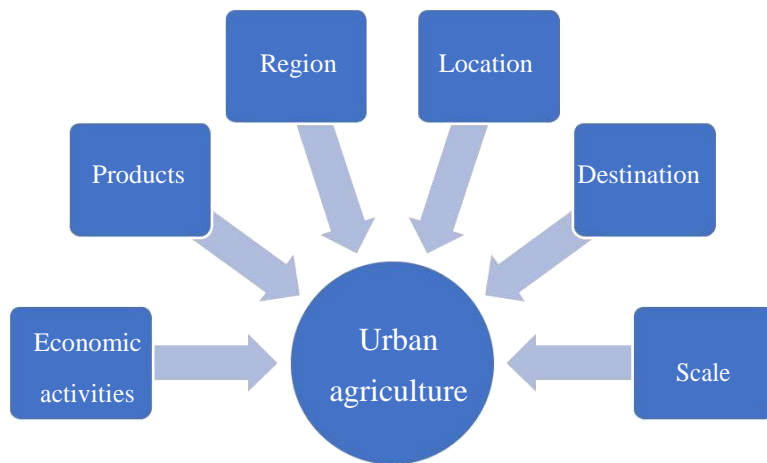 Region
Location
Products
Destination
Economic
activities
Urban
agriculture
Scale